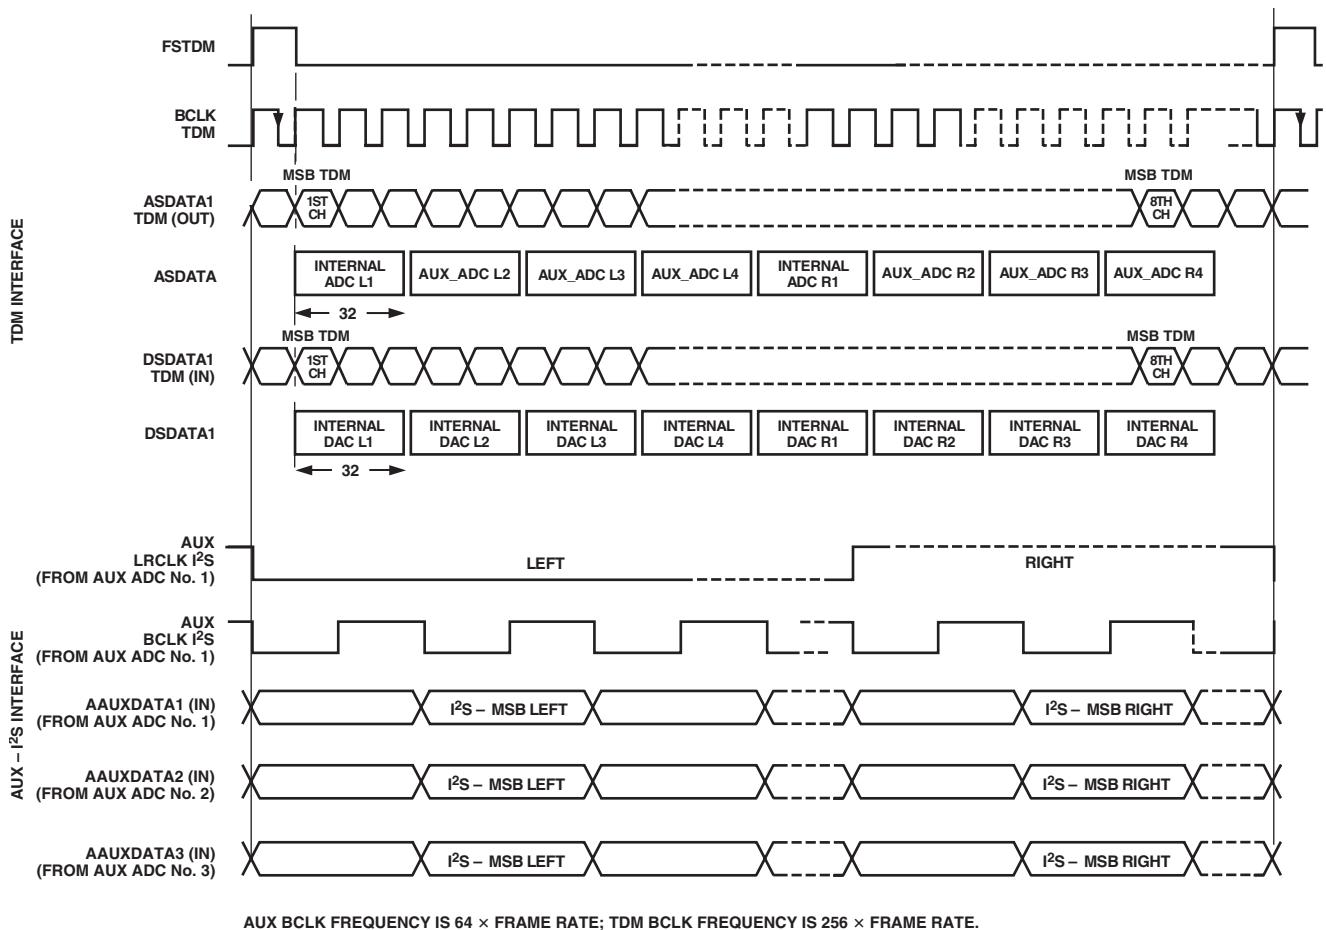 FSTDM
BCLK
TDM
MSB TDM
MSB TDM
ASDATA1
TDM (OUT)
1ST
CH
8TH
CH
ASDATA
INTERNAL
ADC L1
AUX_ADC L2
AUX_ADC L3
AUX_ADC L4
INTERNAL
ADC R1
AUX_ADC R2
AUX_ADC R3
AUX_ADC R4
32
TDM INTERFACE
MSB TDM
MSB TDM
DSDATA1
TDM (IN)
1ST
CH
8TH
CH
DSDATA1
INTERNAL
DAC L1
INTERNAL
DAC L2
INTERNAL
DAC L3
INTERNAL
DAC L4
INTERNAL
DAC R1
INTERNAL
DAC R2
INTERNAL
DAC R3
INTERNAL
DAC R4
32
AUX
LRCLK I²S
(FROM AUX ADC No. 1)
LEFT
RIGHT
AUX
BCLK I²S
(FROM AUX ADC No. 1)
AUX – I²S INTERFACE
AAUXDATA1 (IN)
(FROM AUX ADC No. 1)
I²S – MSB LEFT
I²S – MSB RIGHT
AAUXDATA2 (IN)
(FROM AUX ADC No. 2)
I²S – MSB LEFT
I²S – MSB RIGHT
AAUXDATA3 (IN)
(FROM AUX ADC No. 3)
I²S – MSB LEFT
I²S – MSB RIGHT
AUX BCLK FREQUENCY IS 64 × FRAME RATE; TDM BCLK FREQUENCY IS 256 × FRAME RATE.